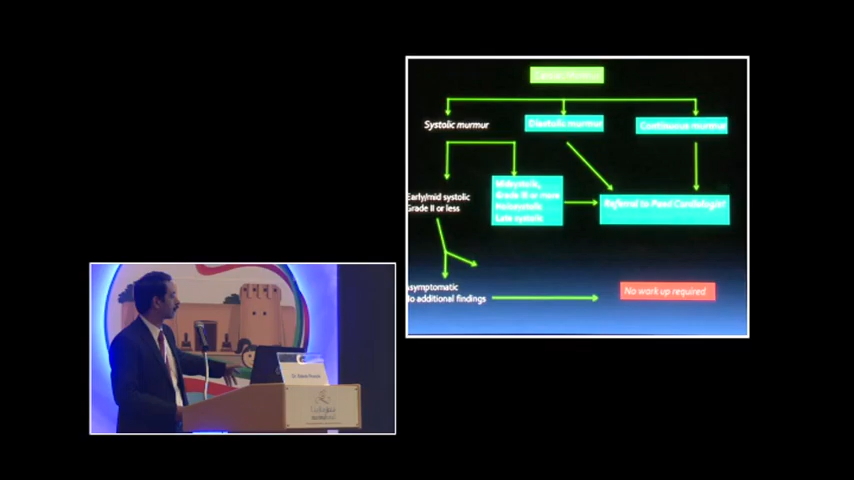 Systolic murmur
Diastolic murmur
Continuous murmur
Early/mid systolic
Grade II or less
Midsystolic,
Grade III or more
Holosystolic
Late systolic
Referral to Paed Cardiologist
Asymptomatic
No additional findings
No work up required